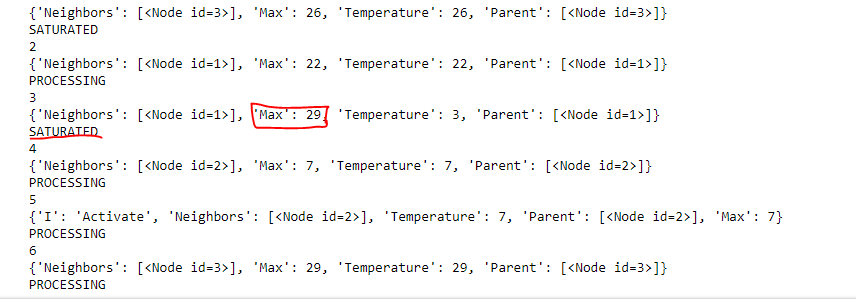 {'Neighbors': [<Node id=3>], 'Max': 26, 'Temperature': 26, 'Parent': [<Node id=3>]}
SATURATED
2
{'Neighbors': [<Node id=1>], 'Max': 22, 'Temperature': 22, 'Parent': [<Node id=1>]}
PROCESSING
3
{'Neighbors': [<Node id=1>], 'Max': 29, 'Temperature': 3, 'Parent': [<Node id=1>]}
SATURATED
4
{'Neighbors': [<Node id=2>], 'Max': 7, 'Temperature': 7, 'Parent': [<Node id=2>]}
PROCESSING
5
{'I': 'Activate', 'Neighbors': [<Node id=2>], 'Temperature': 7, 'Parent': [<Node id=2>], 'Max': 7}
PROCESSING
6
{'Neighbors': [<Node id=3>], 'Max': 29, 'Temperature': 29, 'Parent': [<Node id=3>]}
PROCESSING